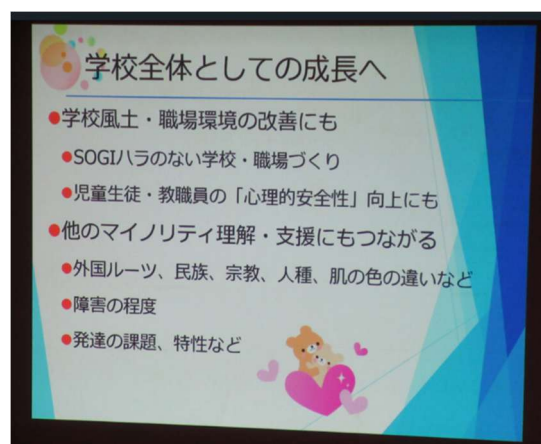 学校全体としての成長へ
●学校風土・職場環境の改善にも
●SOGIハラのない学校・職場づくり
●児童生徒・教職員の「心理的安全性」向上にも
●他のマイノリティ理解・支援にもつながる
●外国ルーツ、民族、宗教、人種、肌の色の違いなど
●障害の程度
●発達の課題、特性など